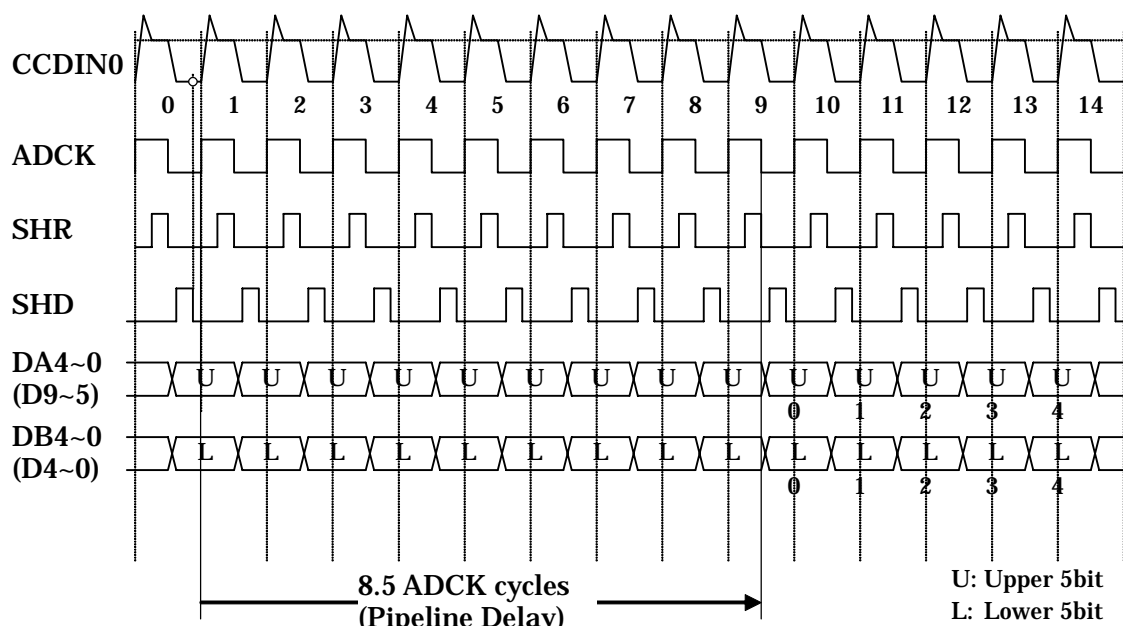 CCDIN0
0 1 2 3 4 5 6 7 8 9 10 11 12 13 14
ADCK
SHR
SHD
DA4~0
(D9~5)
U U U U U U U U U U U U U U
0 1 2 3 4
DB4~0
(D4~0)
L L L L L L L L L L L L L L
0 1 2 3 4
8.5 ADCK cycles
(Pipeline Delay)
U: Upper 5bit
L: Lower 5bit